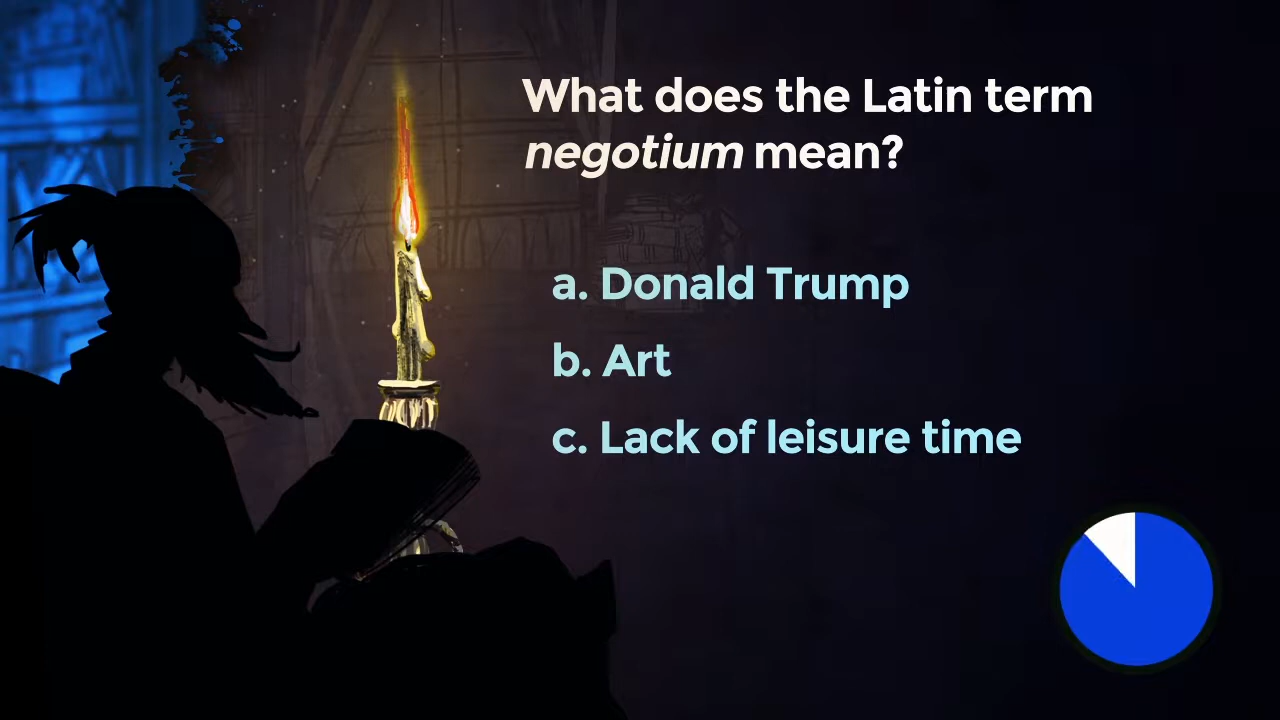 What does the Latin term
negotium mean?
a. Donald Trump
b. Art
c. Lack of leisure time